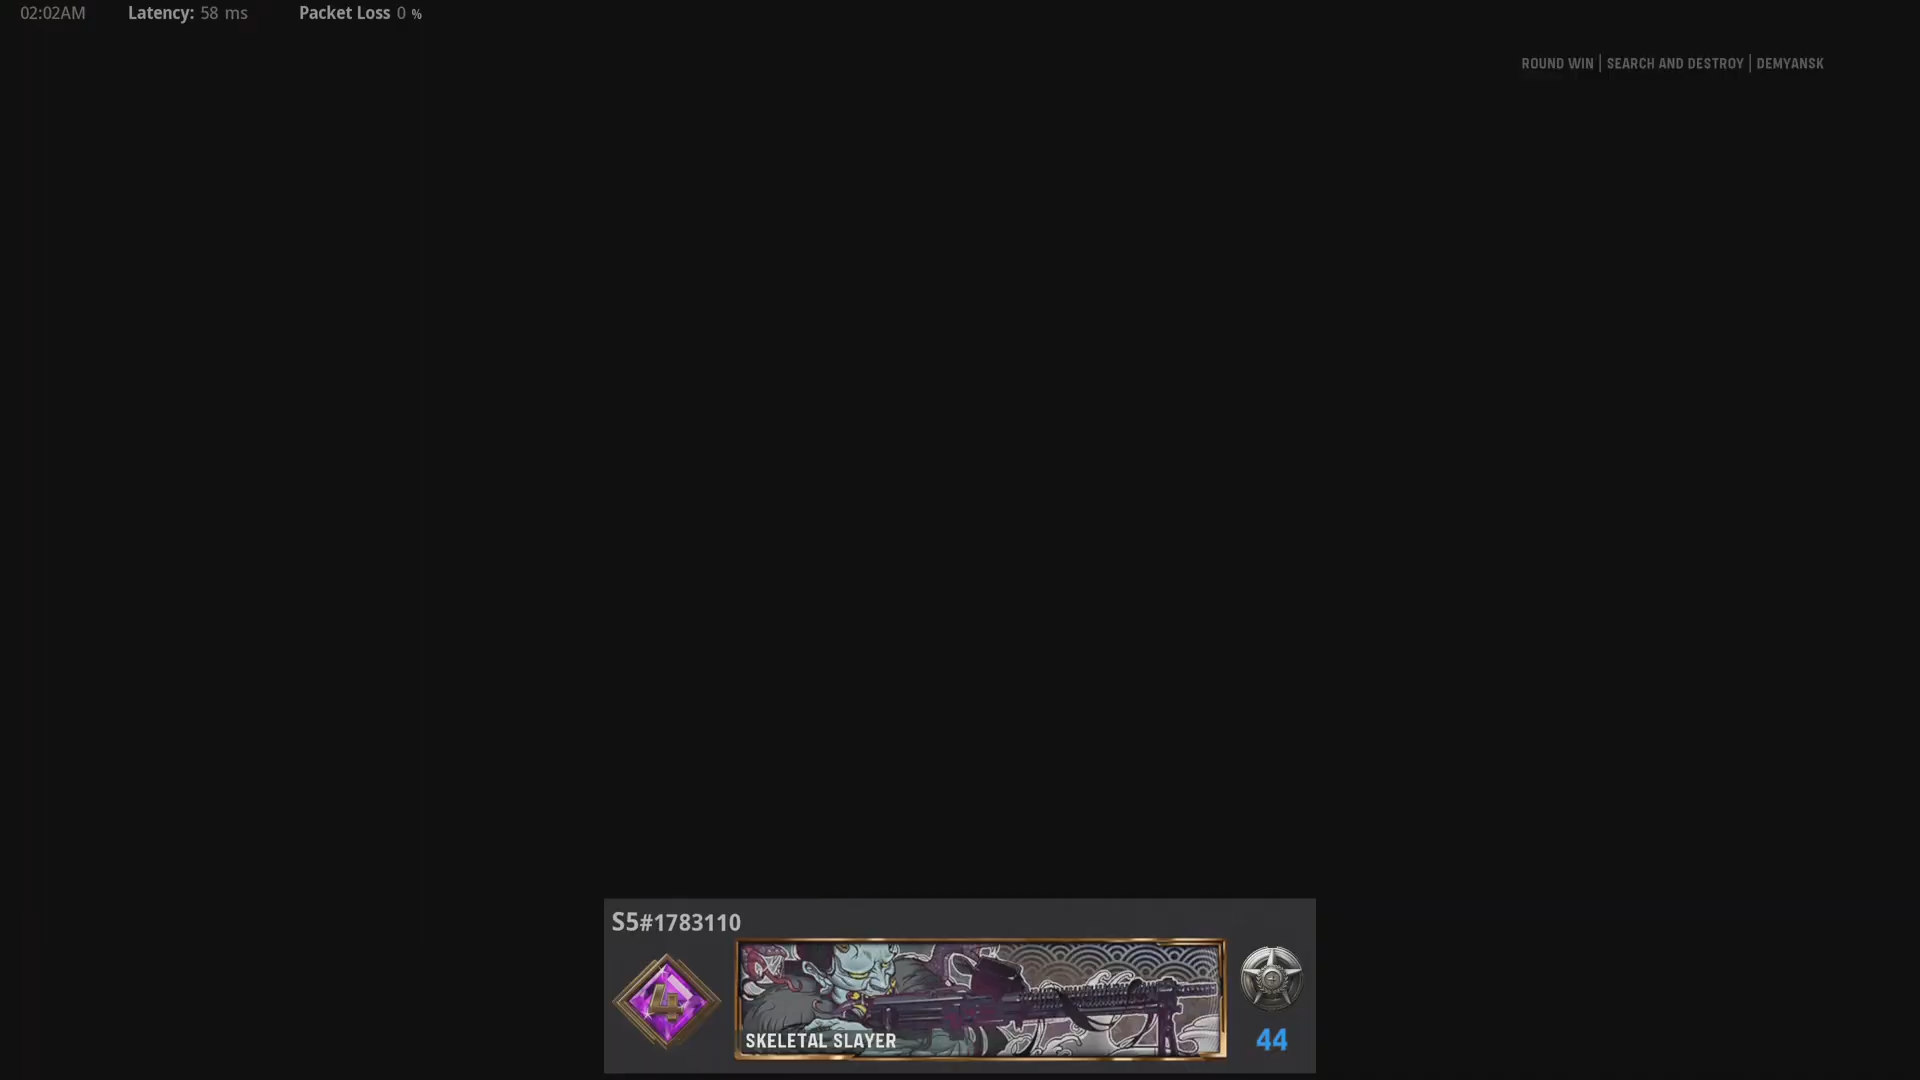 02:02AM Latency: 58 ms Packet Loss 0 %
ROUND WIN | SEARCH AND DESTROY | DEMYANSK
S5#1783110
4
SKELETAL SLAYER
44